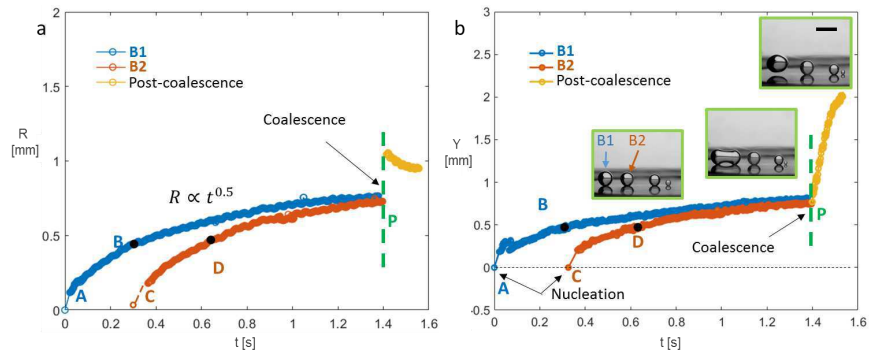 a
2
1.5
1
0.5
0
R
[mm]
B1
B2
Post-coalescence
Coalescence
R ∝ t^0.5
A
B
C
D
P
0
0.2
0.4
0.6
0.8
1
1.2
1.4
1.6
t [s]
b
3
2.5
2
1.5
1
0.5
0
-0.5
Y
[mm]
B1
B2
Post-coalescence
B1
B2
B
D
P
Coalescence
A
C
Nucleation
0
0.2
0.4
0.6
0.8
1
1.2
1.4
1.6
t [s]